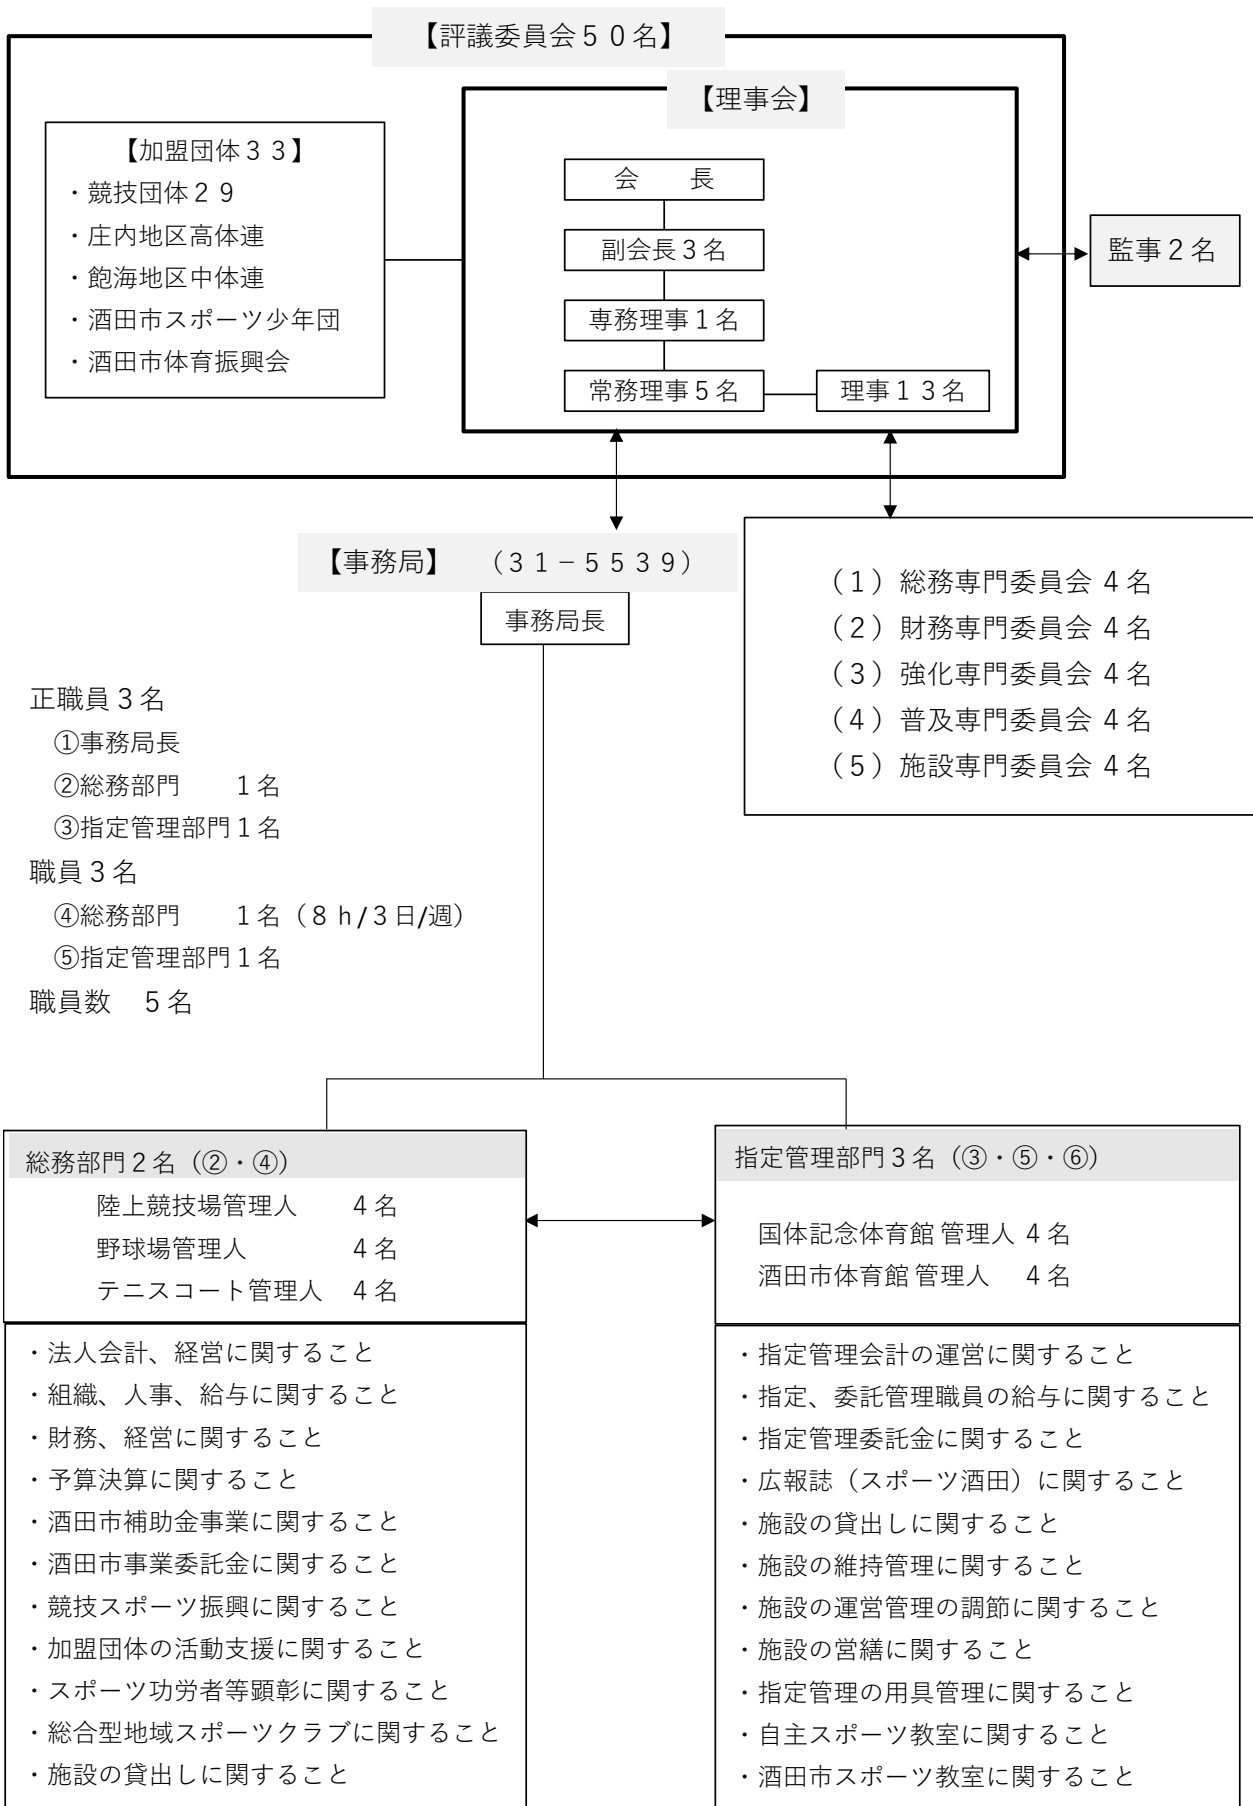 【評議委員会５０名】
【理事会】
【加盟団体３３】
・競技団体２９
・庄内地区高体連
・飽海地区中体連
・酒田市スポーツ少年団
・酒田市体育振興会
会　　長
副会長３名
専務理事１名
常務理事５名
理事１３名
監事２名
【事務局】　（３１－５５３９）
事務局長
（１）総務専門委員会 ４名
（２）財務専門委員会 ４名
（３）強化専門委員会 ４名
（４）普及専門委員会 ４名
（５）施設専門委員会 ４名
正職員３名
①事務局長
②総務部門　　１名
③指定管理部門１名
職員３名
④総務部門　　１名（８ｈ/３日/週）
⑤指定管理部門１名
職員数　５名
総務部門２名（②・④）
陸上競技場管理人　　４名
野球場管理人　　　　４名
テニスコート管理人　４名
・法人会計、経営に関すること
・組織、人事、給与に関すること
・財務、経営に関すること
・予算決算に関すること
・酒田市補助金事業に関すること
・酒田市事業委託金に関すること
・競技スポーツ振興に関すること
・加盟団体の活動支援に関すること
・スポーツ功労者等顕彰に関すること
・総合型地域スポーツクラブに関すること
・施設の貸出しに関すること
指定管理部門３名（③・⑤・⑥）
国体記念体育館 管理人 ４名
酒田市体育館 管理人　 ４名
・指定管理会計の運営に関すること
・指定、委託管理職員の給与に関すること
・指定管理委託金に関すること
・広報誌（スポーツ酒田）に関すること
・施設の貸出しに関すること
・施設の維持管理に関すること
・施設の運営管理の調節に関すること
・施設の営繕に関すること
・指定管理の用具管理に関すること
・自主スポーツ教室に関すること
・酒田市スポーツ教室に関すること